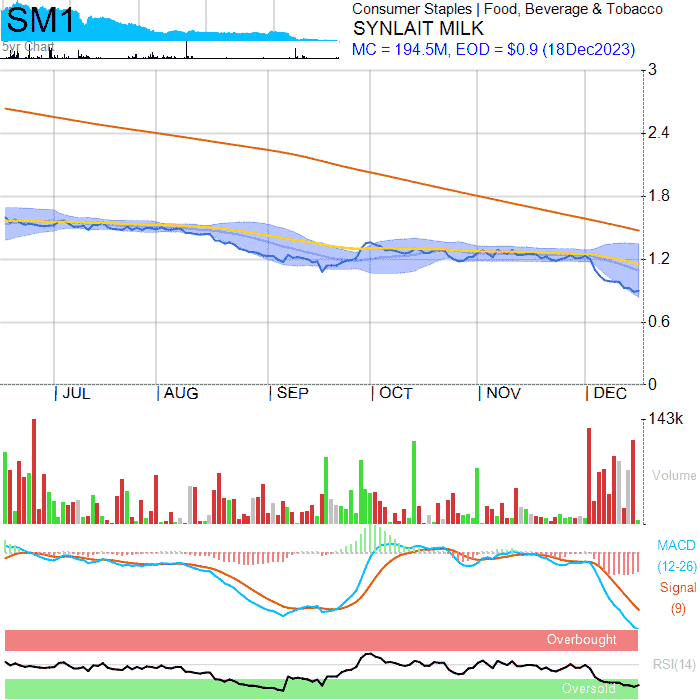 SM1
5yr Chart
Consumer Staples | Food, Beverage & Tobacco
SYNLAIT MILK
MC = 194.5M, EOD = $0.9 (18Dec2023)
3
2.4
1.8
1.2
0.6
0
JUL
AUG
SEP
OCT
NOV
DEC
143k
Volume
MACD
(12-26)
Signal
(9)
Overbought
RSI(14)
Oversold